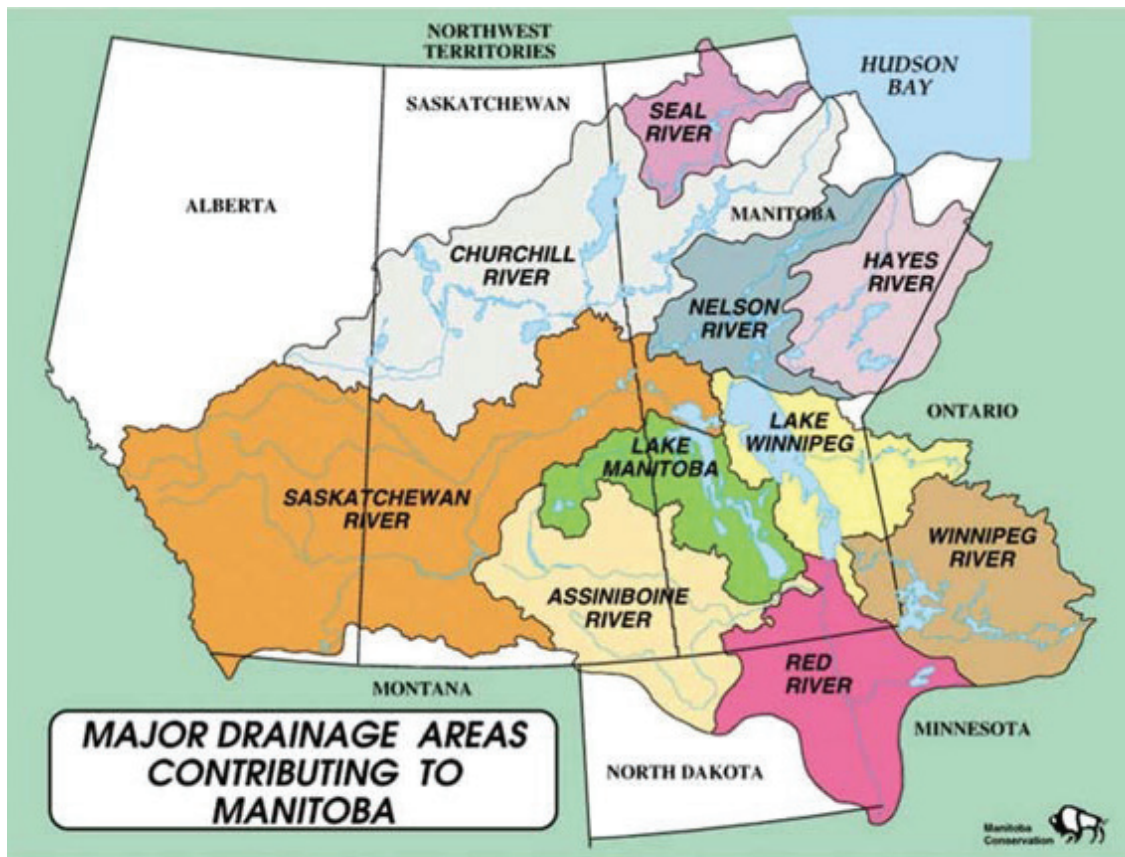 NORTHWEST
TERRITORIES
HUDSON
BAY
SASKATCHEWAN
SEAL
RIVER
ALBERTA
MANITOBA
CHURCHILL
RIVER
HAYES
RIVER
NELSON
RIVER
ONTARIO
LAKE
WINNIPEG
LAKE
MANITOBA
SASKATCHEWAN
RIVER
WINNIPEG
RIVER
ASSINIBOINE
RIVER
RED
RIVER
MONTANA
MINNESOTA
NORTH DAKOTA
MAJOR DRAINAGE AREAS
CONTRIBUTING TO
MANITOBA
Manitoba
Conservation